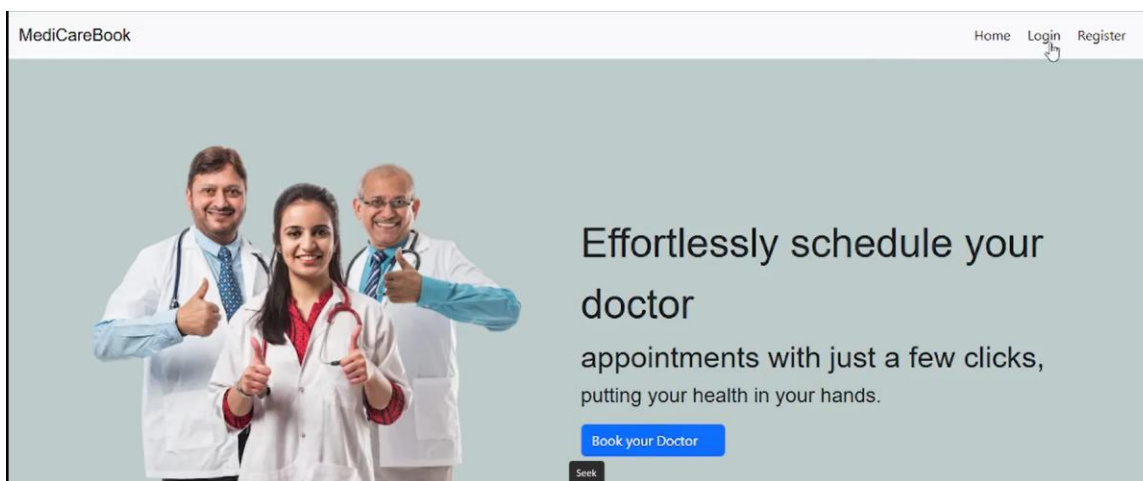 MediCareBook
Home Login Register
Effortlessly schedule your
doctor
appointments with just a few clicks,
putting your health in your hands.
Book your Doctor
Seek